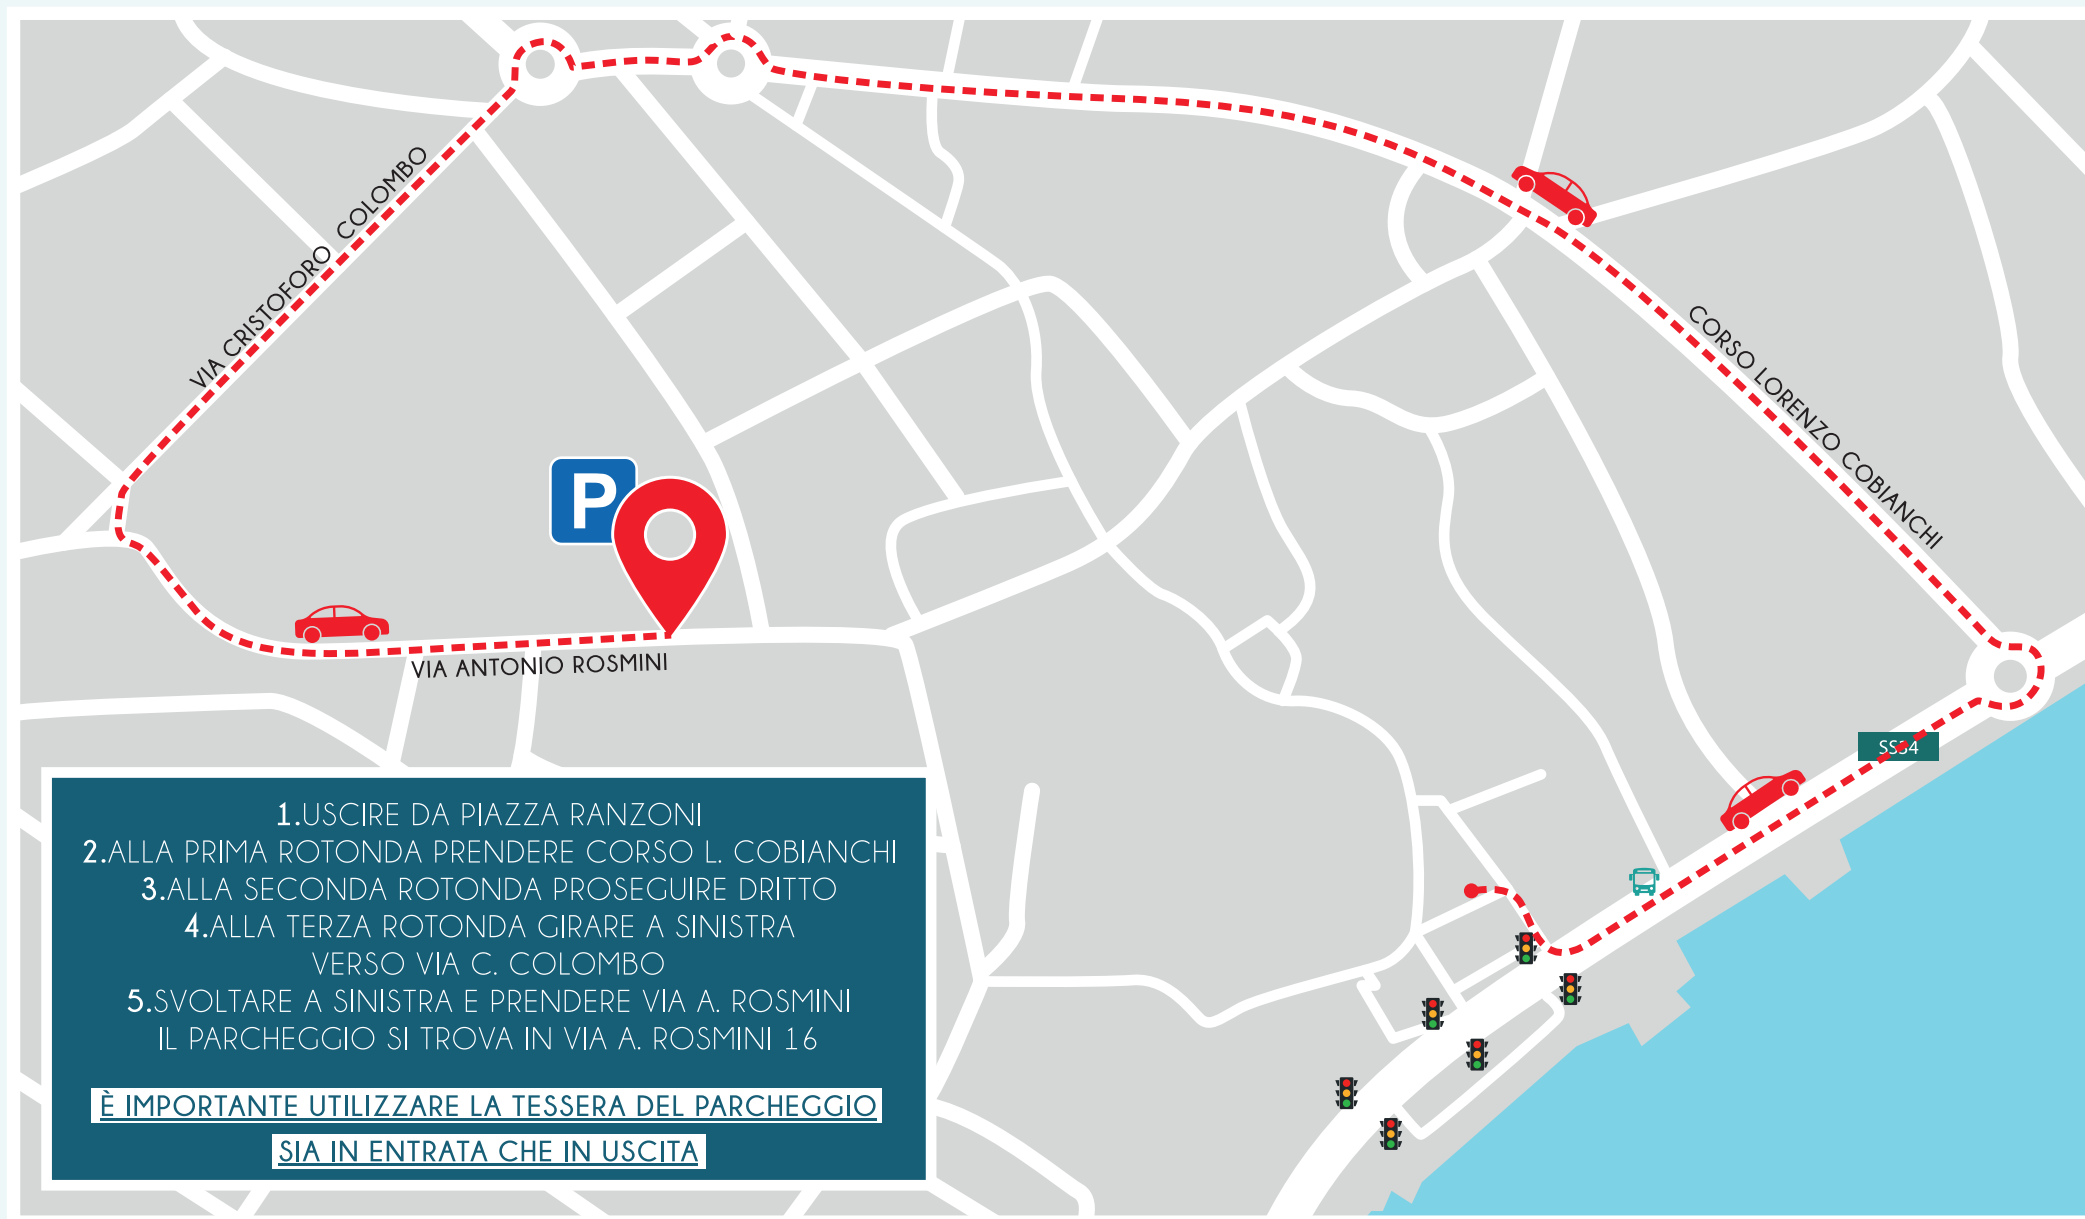 VIA CRISTOFORO COLOMBO
CORSO LORENZO COBIANCHI
P
VIA ANTONIO ROSMINI
SS34
1.USCIRE DA PIAZZA RANZONI
2.ALLA PRIMA ROTONDA PRENDERE CORSO L. COBIANCHI
3.ALLA SECONDA ROTONDA PROSEGUIRE DRITTO
4.ALLA TERZA ROTONDA GIRARE A SINISTRA
VERSO VIA C. COLOMBO
5.SVOLTARE A SINISTRA E PRENDERE VIA A. ROSMINI
IL PARCHEGGIO SI TROVA IN VIA A. ROSMINI 16
È IMPORTANTE UTILIZZARE LA TESSERA DEL PARCHEGGIO
SIA IN ENTRATA CHE IN USCITA